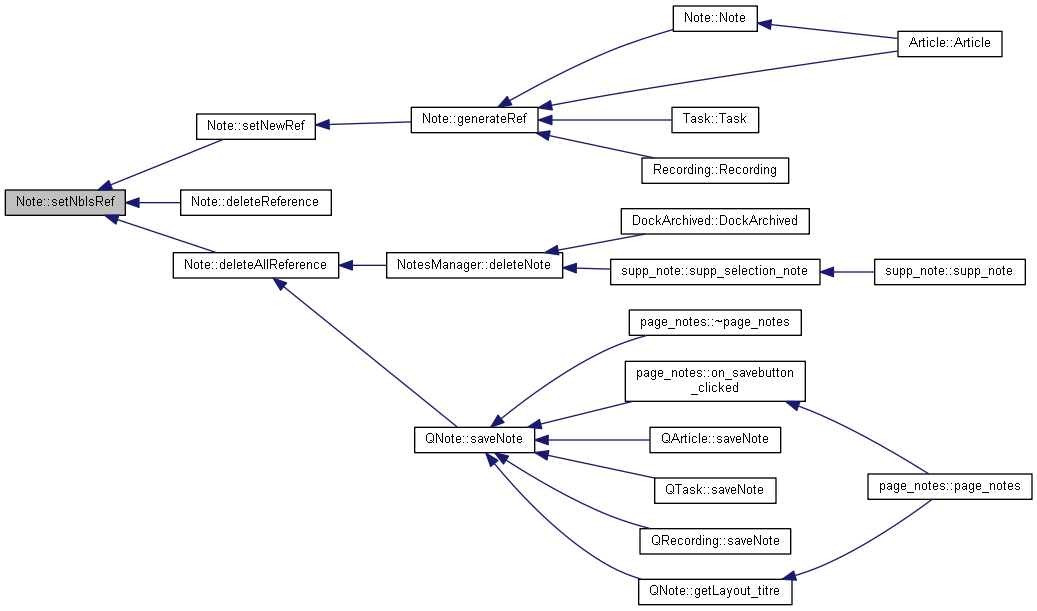 Note::Note
Article::Article
Note::setNewRef
Note::generateRef
Task::Task
Recording::Recording
Note::setNbIsRef
Note::deleteReference
DockArchived::DockArchived
Note::deleteAllReference
NotesManager::deleteNote
supp_note::supp_selection_note
supp_note::supp_note
page_notes::~page_notes
page_notes::on_savebutton
_clicked
QNote::saveNote
QArticle::saveNote
QTask::saveNote
page_notes::page_notes
QRecording::saveNote
QNote::getLayout_titre